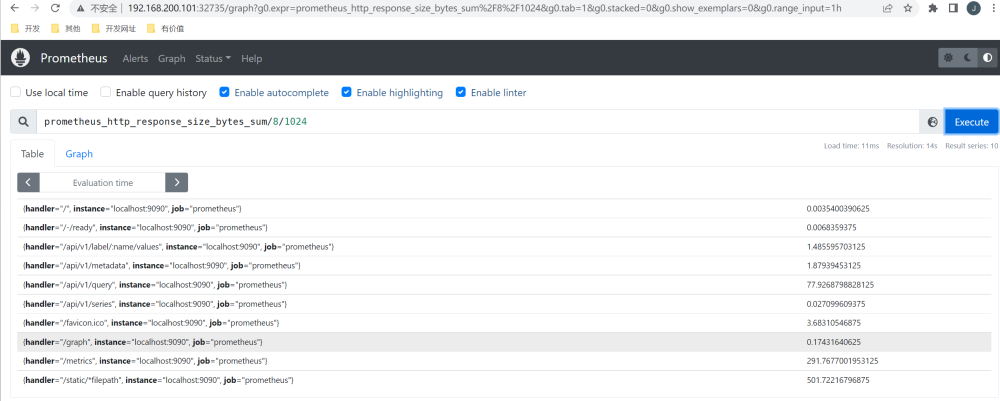 不安全 | 192.168.200.101:32735/graph?g0.expr=prometheus_http_response_size_bytes_sum%2F8%2F1024&g0.tab=1&g0.stacked=0&g0.show_exemplars=0&g0.range_input=1h
开发 其他 开发网址 有价值
Prometheus Alerts Graph Status Help
Use local time Enable query history Enable autocomplete Enable highlighting Enable linter
prometheus_http_response_size_bytes_sum/8/1024 Execute
Table Graph Load time: 11ms Resolution: 14s Result series: 10
Evaluation time
{handler="/", instance="localhost:9090", job="prometheus"} 0.0035400390625
{handler="/-/ready", instance="localhost:9090", job="prometheus"} 0.0068359375
{handler="/api/v1/label/:name/values", instance="localhost:9090", job="prometheus"} 1.485595703125
{handler="/api/v1/metadata", instance="localhost:9090", job="prometheus"} 1.87939453125
{handler="/api/v1/query", instance="localhost:9090", job="prometheus"} 77.9268798828125
{handler="/api/v1/series", instance="localhost:9090", job="prometheus"} 0.027099609375
{handler="/favicon.ico", instance="localhost:9090", job="prometheus"} 3.68310546875
{handler="/graph", instance="localhost:9090", job="prometheus"} 0.17431640625
{handler="/metrics", instance="localhost:9090", job="prometheus"} 291.7677001953125
{handler="/static/*filepath", instance="localhost:9090", job="prometheus"} 501.72216796875